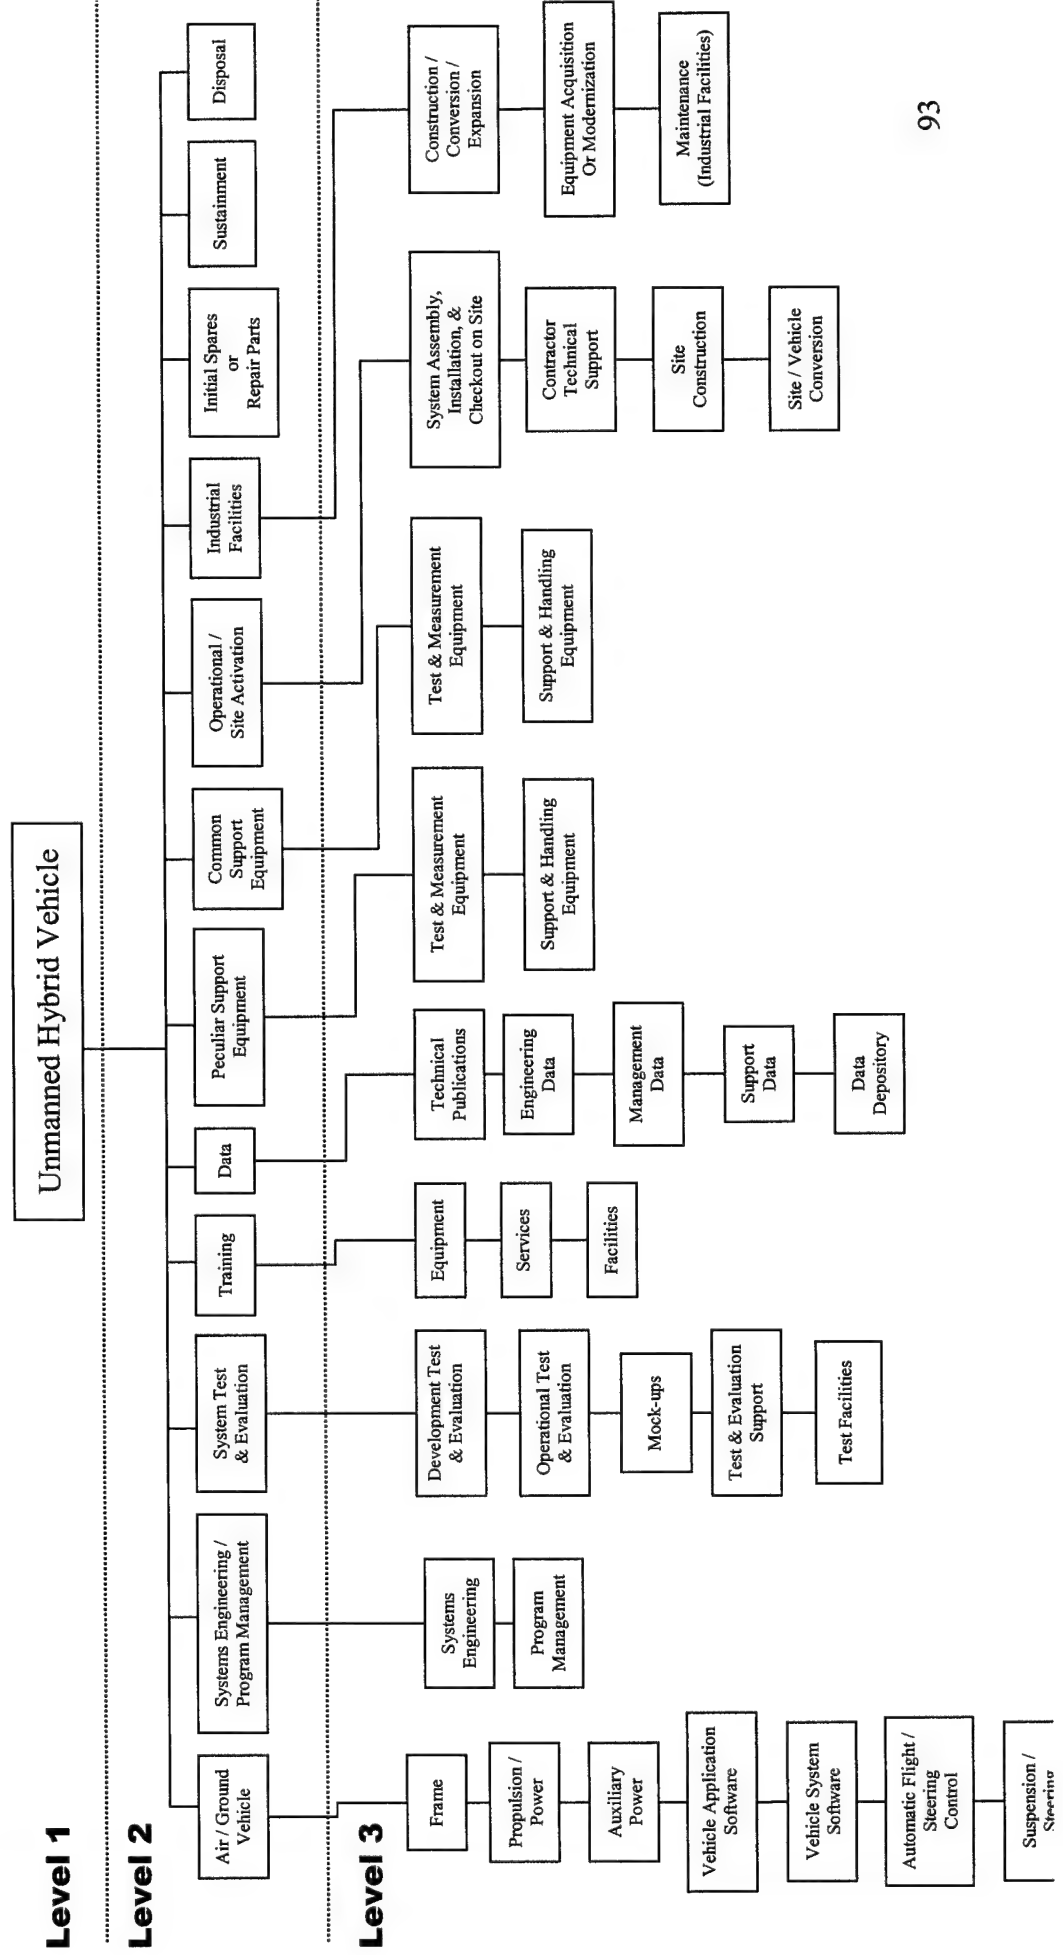 Unmanned Hybrid Vehicle
Level 1
Level 2
Air / Ground
Vehicle
Systems Engineering /
Program Management
System Test
& Evaluation
Training
Data
Peculiar Support
Equipment
Common
Support
Equipment
Operational /
Site Activation
Industrial
Facilities
Initial Spares
or
Repair Parts
Sustainment
Disposal
Level 3
Frame
Propulsion /
Power
Auxiliary
Power
Vehicle Application
Software
Vehicle System
Software
Automatic Flight /
Steering
Control
Suspension /
Steering
Systems
Engineering
Program
Management
Development Test
& Evaluation
Operational Test
& Evaluation
Mock-ups
Test & Evaluation
Support
Test Facilities
Equipment
Services
Facilities
Technical
Publications
Engineering
Data
Management
Data
Support
Data
Data
Depository
Test & Measurement
Equipment
Support & Handling
Equipment
Test & Measurement
Equipment
Support & Handling
Equipment
System Assembly,
Installation, &
Checkout on Site
Contractor
Technical
Support
Site
Construction
Site / Vehicle
Conversion
Construction /
Conversion /
Expansion
Equipment Acquisition
Or Modernization
Maintenance
(Industrial Facilities)
93